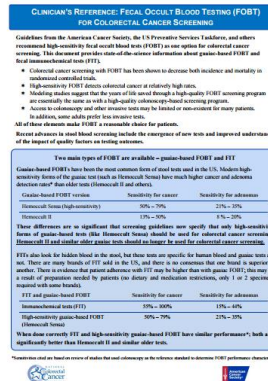 CLINICIAN'S REFERENCE: FECAL OCCULT BLOOD TESTING (FOBT)
FOR COLORECTAL CANCER SCREENING
Guidelines from the American Cancer Society, the US Preventive Services Taskforce, and others
recommend high-sensitivity fecal occult blood tests (FOBT) as one option for colorectal cancer
screening. This document provides state-of-the-science information about guaiac-based FOBT and
fecal immunochemical tests (FIT).
★ Colorectal cancer screening with FOBT has been shown to decrease both incidence and mortality in
randomized controlled trials.
★ High-sensitivity FOBT detects colorectal cancer at relatively high rates.
★ Modeling studies suggest that the years of life saved through a high-quality FOBT screening program
are essentially the same as with a high-quality colonoscopy-based screening program.
★ Access to colonoscopy and other invasive tests may be limited or non-existent for many patients.
In addition, some adults prefer less invasive tests.
All of these elements make FOBT a reasonable choice for patients.
Recent advances in stool blood screening include the emergence of new tests and improved understanding
of the impact of quality factors on testing outcomes.
Two main types of FOBT are available – guaiac-based FOBT and FIT
Guaiac-based FOBT's have been the most common form of stool tests used in the US. Modern high-
sensitivity forms of the guaiac test (such as Hemoccult Sensa) have much higher cancer and adenoma
detection rates* than older tests (Hemoccult II and others).
Guaiac-based FOBT version Sensitivity for cancer Sensitivity for adenomas
Hemoccult Sensa (high-sensitivity) 50% – 79% 21% – 35%
Hemoccult II 13% – 50% 8 % – 20%
These differences are so significant that screening guidelines now specify that only high-sensitivity
forms of guaiac-based tests (like Hemoccult Sensa) should be used for colorectal cancer screening.
Hemoccult II and similar older guaiac tests should no longer be used for colorectal cancer screening.
FITs also look for hidden blood in the stool, but these tests are specific for human blood and guaiac tests are
not. There are many brands of FIT sold in the US, and there is no consensus that one brand is superior to
another. There is evidence that patient adherence with FIT may be higher than with guaiac FOBT; this may be
a result of preparation needed by patients (no dietary and medication restrictions, only 1 or 2 specimens
required with some brands).
FIT and guaiac-based FOBT Sensitivity for cancer Sensitivity for adenomas
Immunochemical tests (FIT) 55% – 100% 15% – 44%
High-sensitivity guaiac-based FOBT 50% – 79% 21% – 35%
(Hemoccult Sensa)
When done correctly FIT and high-sensitivity guaiac-based FOBT have similar performance*; both are
significantly better than Hemoccult II and similar older tests.
*Sensitivities cited are based on review of studies that used colonoscopy as the reference standard to determine FOBT performance characteristics
Colorectal
Cancer
American
Cancer
Society